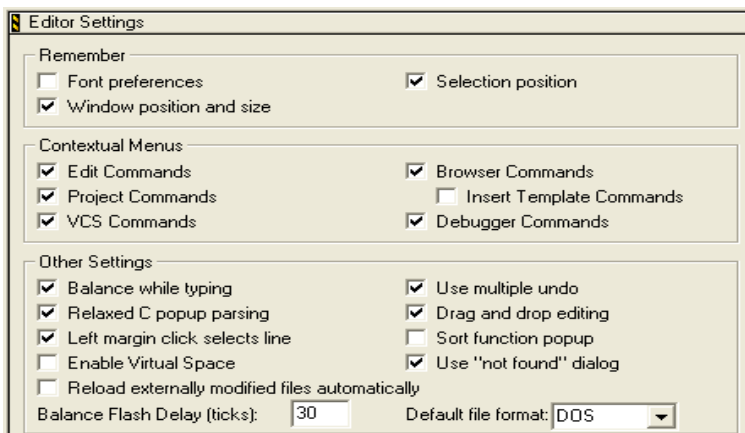 Editor Settings
Remember
Font preferences Selection position
Window position and size
Contextual Menus
Edit Commands Browser Commands
Project Commands Insert Template Commands
VCS Commands Debugger Commands
Other Settings
Balance while typing Use multiple undo
Relaxed C popup parsing Drag and drop editing
Left margin click selects line Sort function popup
Enable Virtual Space Use "not found" dialog
Reload externally modified files automatically
Balance Flash Delay (ticks): 30 Default file format: DOS